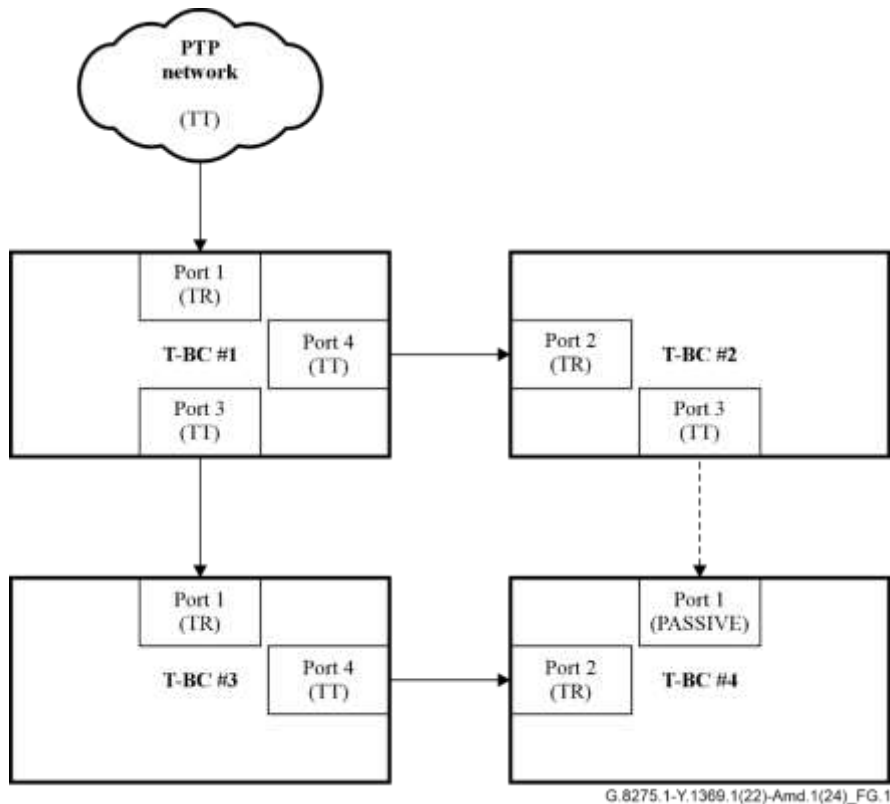 PTP
network
(TT)
Port 1
(TR)
T-BC #1
Port 4
(TT)
Port 3
(TT)
Port 2
(TR)
T-BC #2
Port 3
(TT)
Port 1
(TR)
T-BC #3
Port 4
(TT)
Port 1
(PASSIVE)
Port 2
(TR)
T-BC #4
G.8275.1-Y.1369.1(22)-Amd.1(24)_FG.1